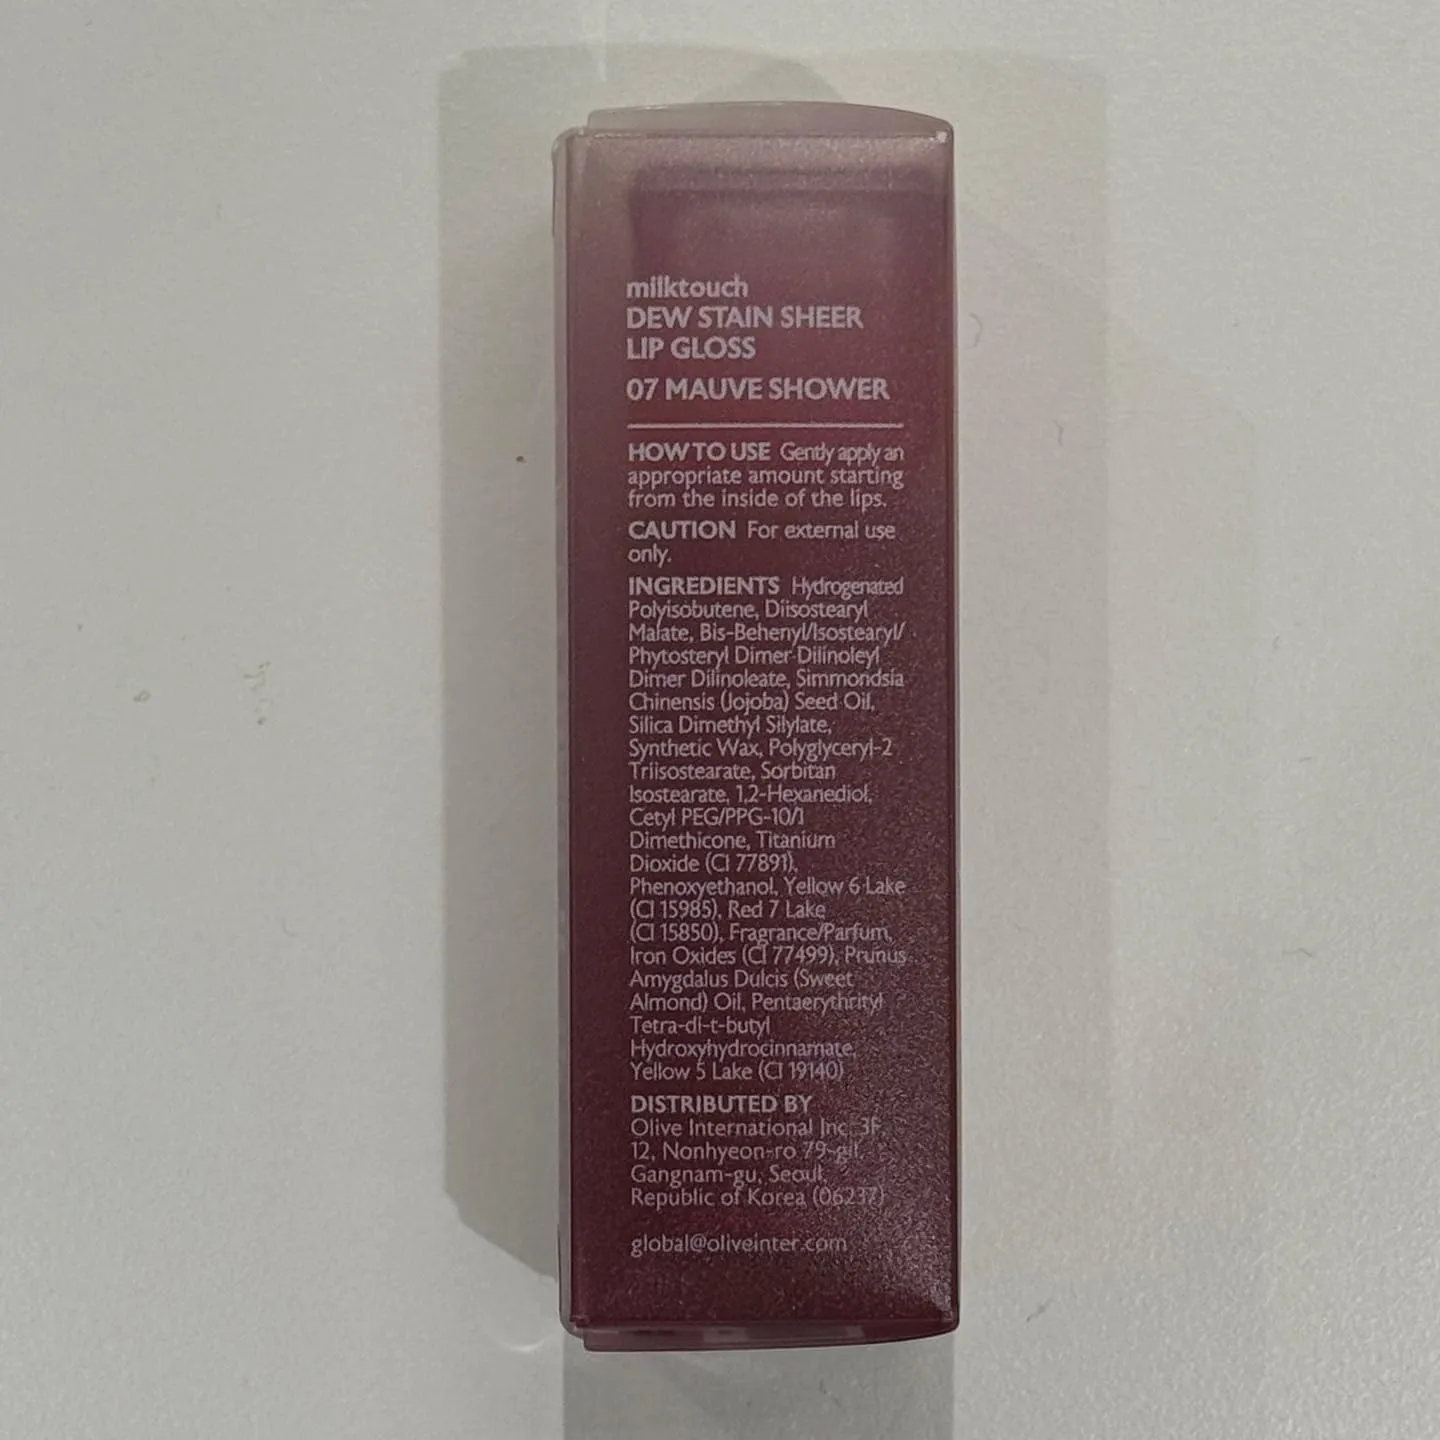 milktouch
DEW STAIN SHEER
LIP GLOSS
07 MAUVE SHOWER
HOW TO USE Gently apply an
appropriate amount starting
from the inside of the lips.
CAUTION For external use
only.
INGREDIENTS Hydrogenated
Polyisobutene, Diisostearyl
Malate, Bis-Behenyl/Isostearyl/
Phytosteryl Dimer Dilinoleyl
Dimer Dilinoleate, Simmondsia
Chinensis (Jojoba) Seed Oil,
Silica Dimethyl Silylate,
Synthetic Wax, Polyglyceryl-2
Triisostearate, Sorbitan
Isostearate, 1,2-Hexanediol,
Cetyl PEG/PPG-10/1
Dimethicone, Titanium
Dioxide (CI 77891),
Phenoxyethanol, Yellow 6 Lake
(CI 15985), Red 7 Lake
(CI 15850), Fragrance/Parfum,
Iron Oxides (CI 77499), Prunus
Amygdalus Dulcis (Sweet
Almond) Oil, Pentaerythrityl
Tetra-di-t-butyl
Hydroxyhydrocinnamate,
Yellow 5 Lake (CI 19140)
DISTRIBUTED BY
Olive International Inc. 3F,
12, Nonhyeon-ro 79-gil,
Gangnam-gu, Seoul,
Republic of Korea (06237)
global@oliveinter.com